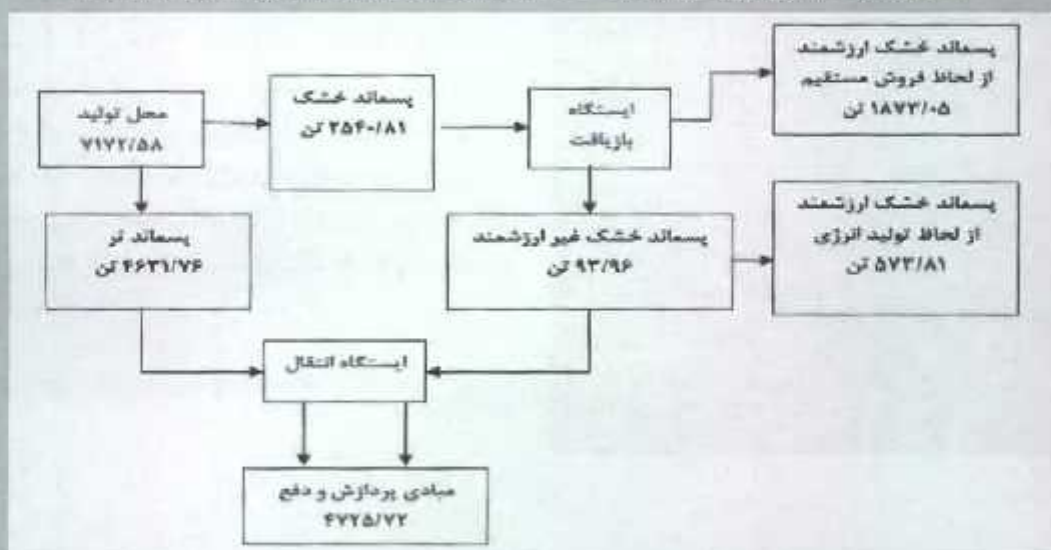 محل تولید
۷۱۷۲/۵۸
پسماند خشک
۲۵۴۰/۸۱ تن
ایستگاه
بازیافت
پسماند خشک ارزشمند
از لحاظ فروش مستقیم
۱۸۷۳/۰۵ تن
پسماند تر
۴۶۳۱/۷۶ تن
پسماند خشک غیر ارزشمند
۹۳/۹۶ تن
پسماند خشک ارزشمند
از لحاظ تولید انرژی
۵۷۳/۸۱ تن
ایستگاه انتقال
مبادی پردازش و دفع
۴۷۲۵/۷۲